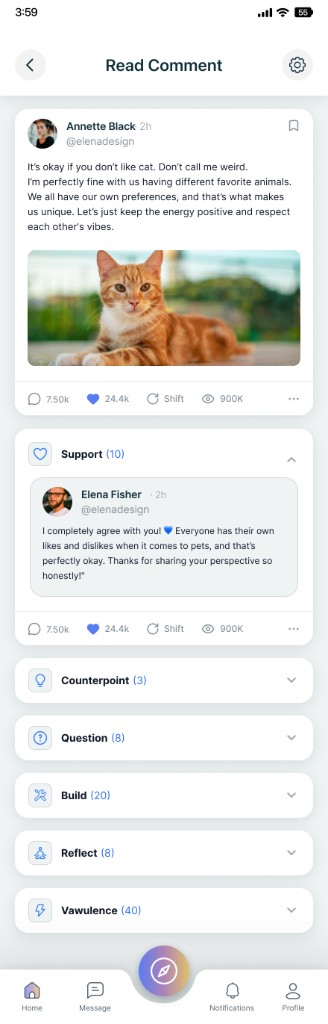 3:59
55
Read Comment
Annette Black 2h
@elenadesign
It's okay if you don't like cat. Don't call me weird.
I'm perfectly fine with us having different favorite animals.
We all have our own preferences, and that's what makes
us unique. Let's just keep the energy positive and respect
each other's vibes.
7.50k 24.4k Shift 900K
Support (10)
Elena Fisher · 2h
@elenadesign
I completely agree with you! 💙 Everyone has their own
likes and dislikes when it comes to pets, and that's
perfectly okay. Thanks for sharing your perspective so
honestly!"
7.50k 24.4k Shift 900K
Counterpoint (3)
Question (8)
Build (20)
Reflect (8)
Vawulence (40)
Home Message Notifications Profile